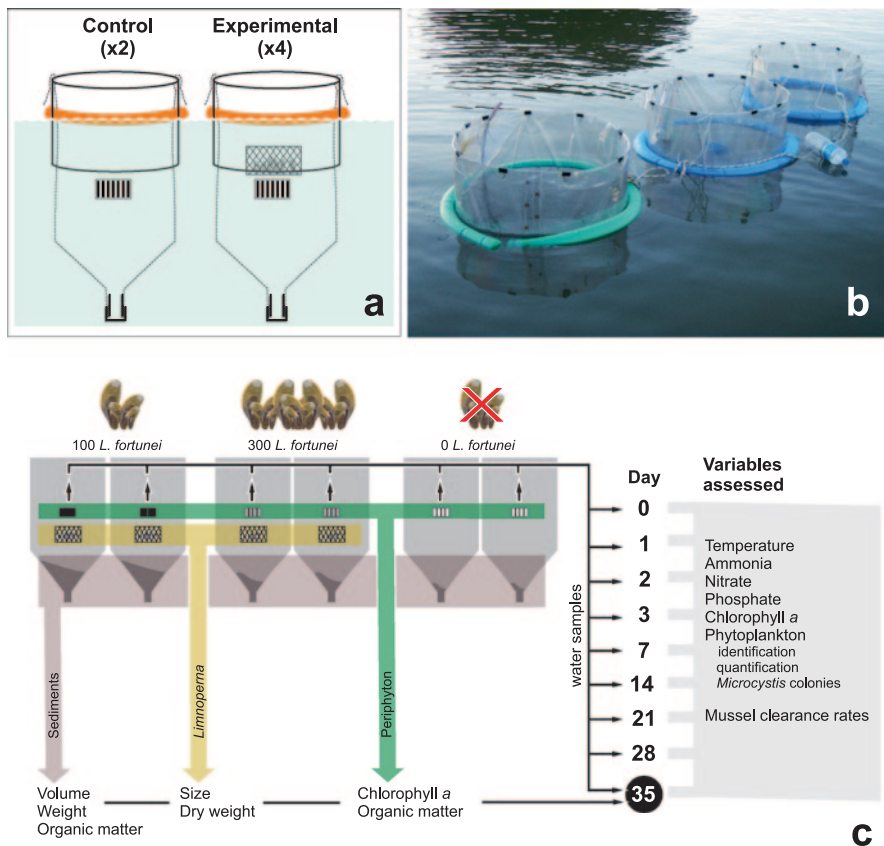 Control
(x2)
Experimental
(x4)
a
b
100 L. fortunei
300 L. fortunei
0 L. fortunei
Day
Variables
assessed
0
1
2
3
7
14
21
28
35
Temperature
Ammonia
Nitrate
Phosphate
Chlorophyll a
Phytoplankton
identification
quantification
Microcystis colonies
Mussel clearance rates
water samples
Sediments
Limnoperna
Periphyton
Volume
Weight
Organic matter
Size
Dry weight
Chlorophyll a
Organic matter
c